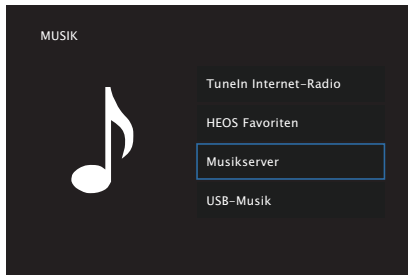 MUSIK
TuneIn Internet-Radio
HEOS Favoriten
Musikserver
USB-Musik